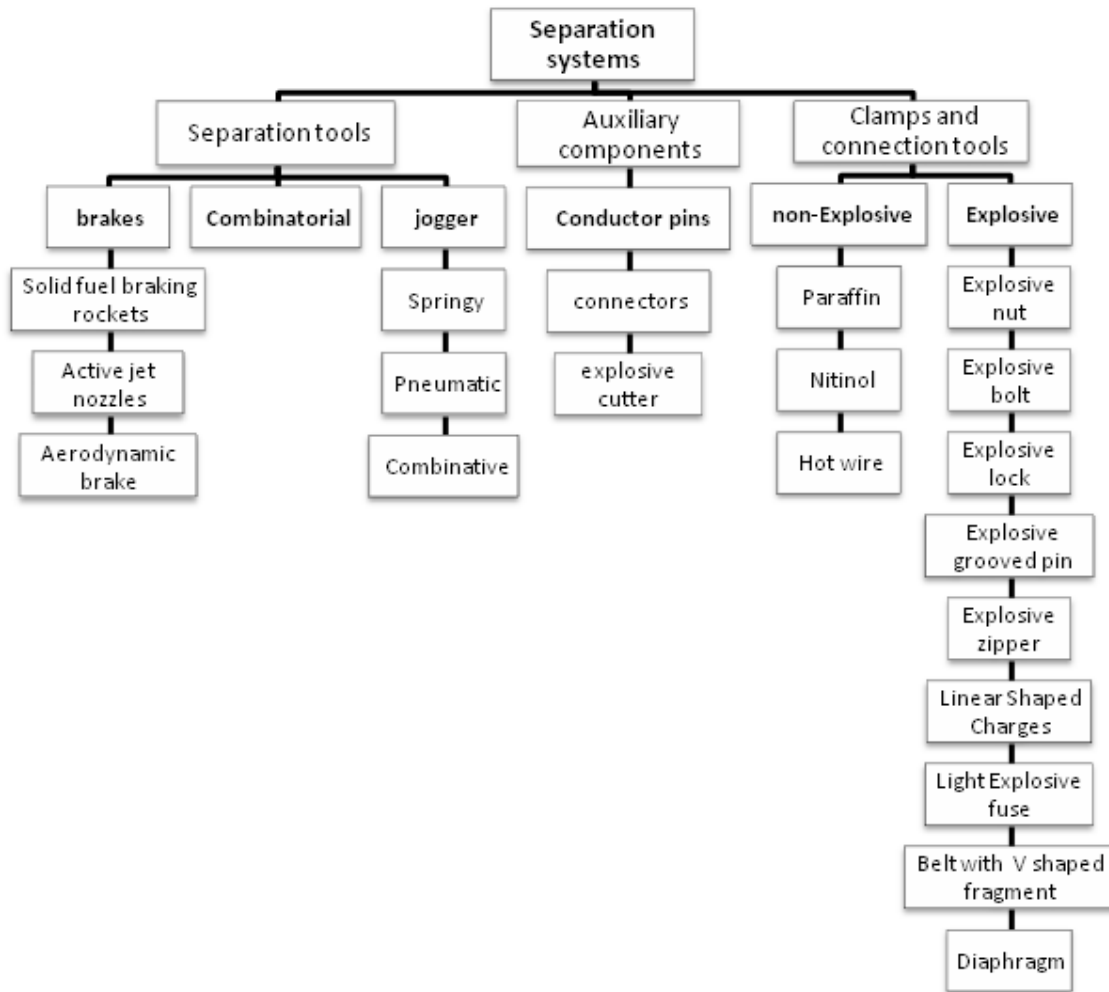 Separation
systems
Separation tools
Auxiliary
components
Clamps and
connection tools
brakes
Combinatorial
jogger
Conductor pins
non-Explosive
Explosive
Solid fuel braking
rockets
Springy
connectors
Paraffin
Explosive
nut
Active jet
nozzles
Pneumatic
explosive
cutter
Nitinol
Explosive
bolt
Aerodynamic
brake
Combinative
Hot wire
Explosive
lock
Explosive
grooved pin
Explosive
zipper
Linear Shaped
Charges
Light Explosive
fuse
Belt with V shaped
fragment
Diaphragm